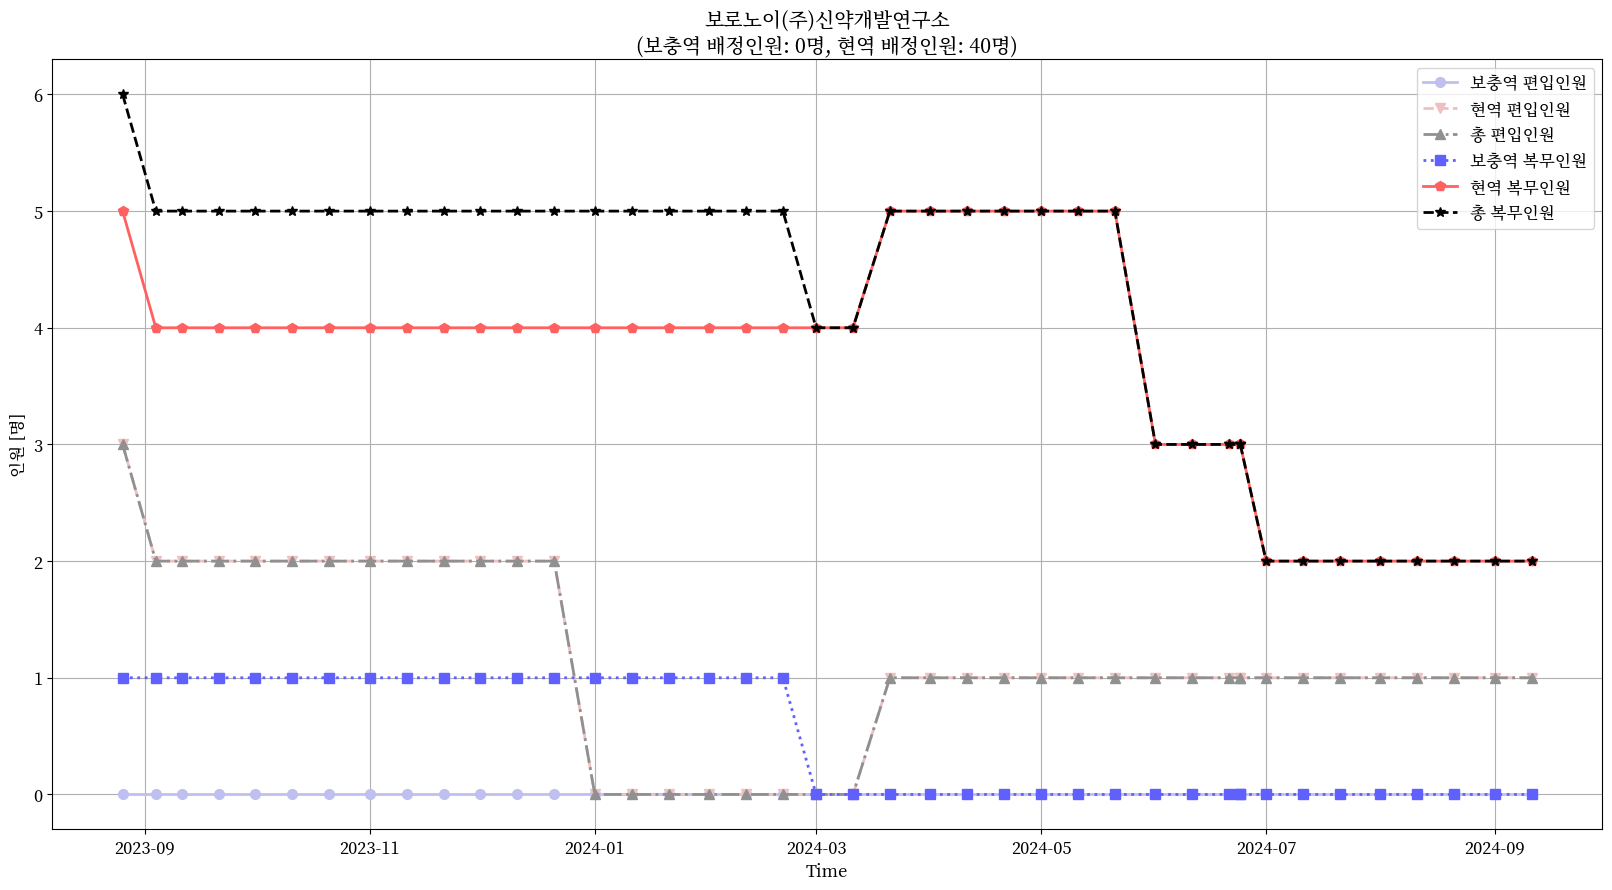 보로노이(주)신약개발연구소
(보충역 배정인원: 0명, 현역 배정인원: 40명)
보충역 편입인원
현역 편입인원
총 편입인원
보충역 복무인원
현역 복무인원
총 복무인원
6
5
4
3
2
1
0
인원 [명]
2023-09
2023-11
2024-01
2024-03
2024-05
2024-07
2024-09
Time